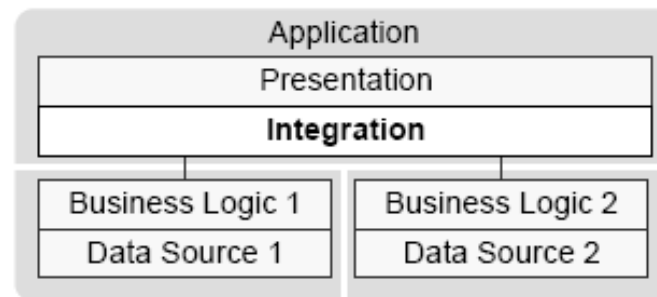 Application
Presentation
Integration
Business Logic 1
Data Source 1
Business Logic 2
Data Source 2